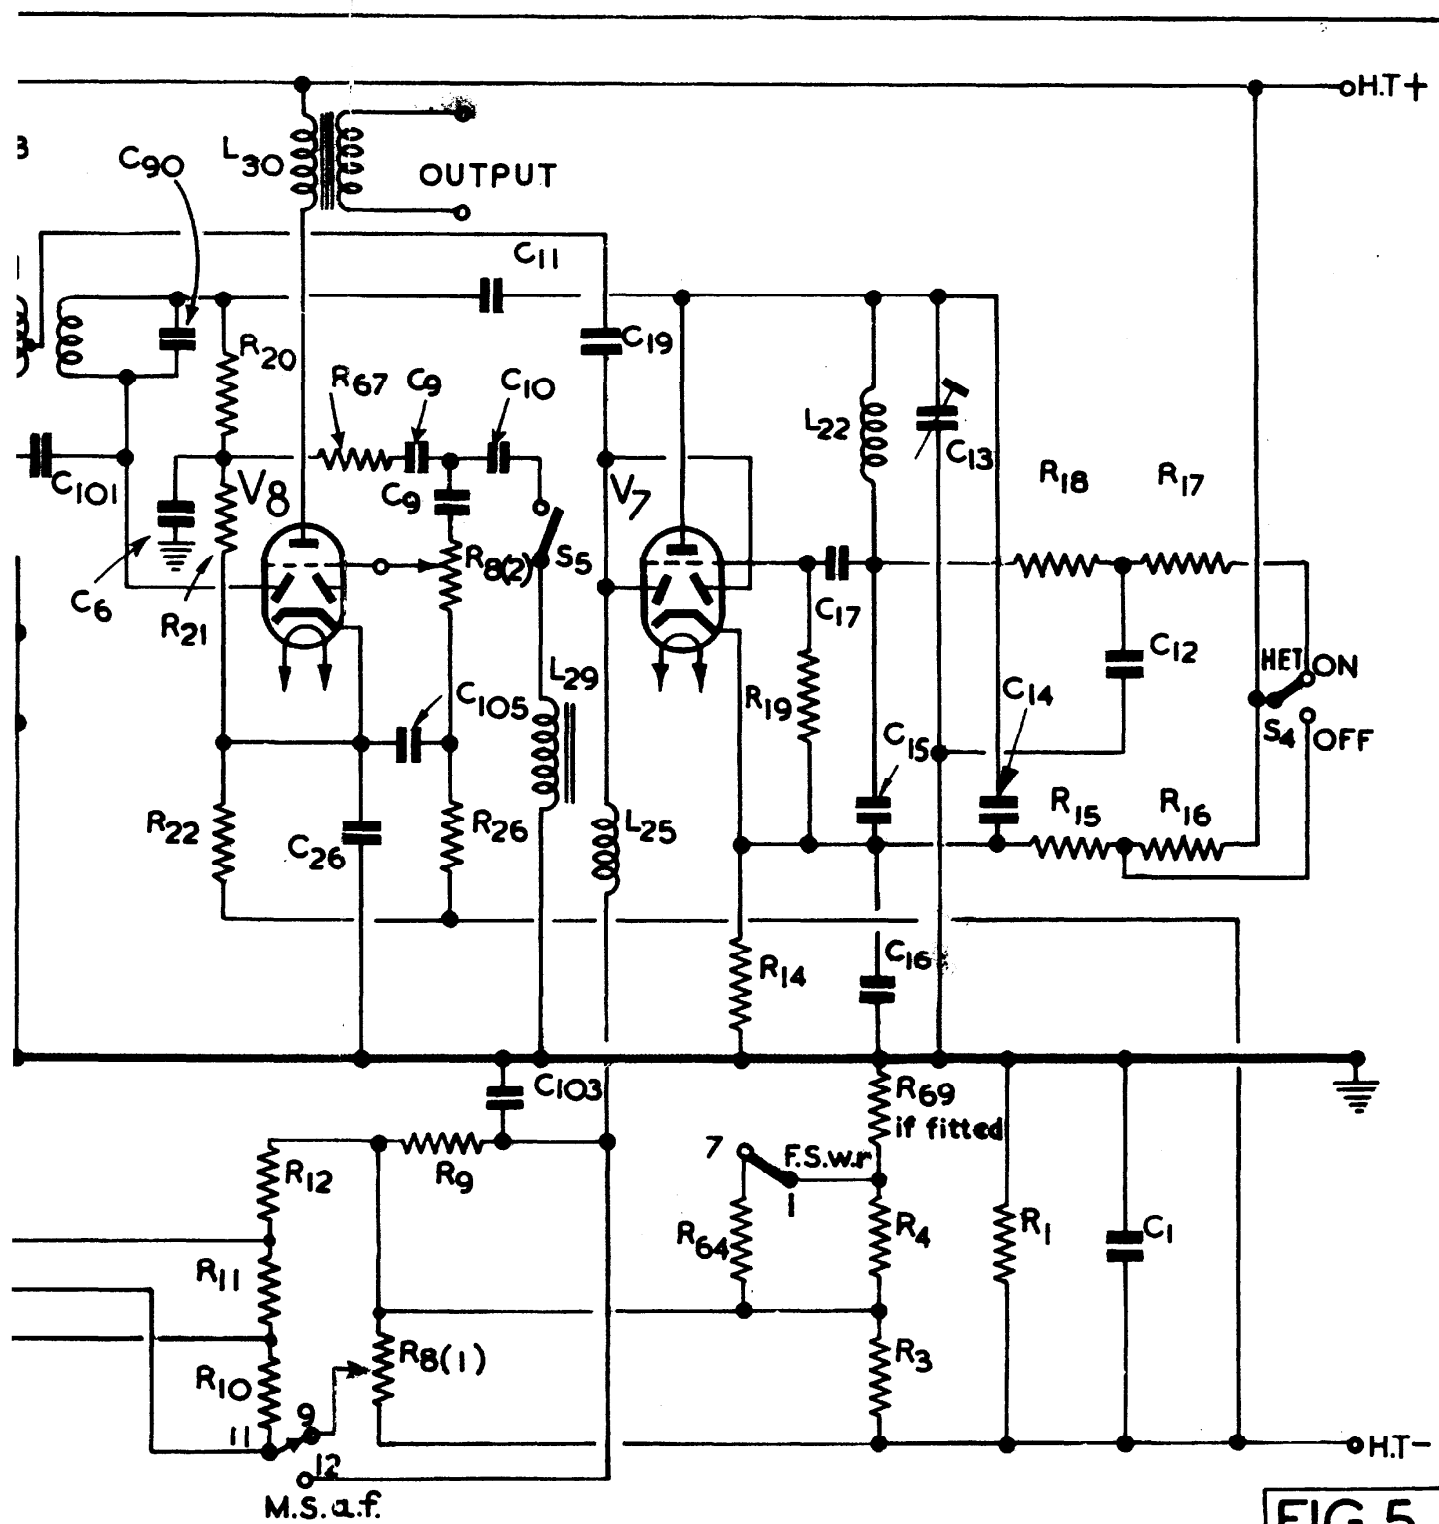 H.T+
3
C90
L30
OUTPUT
C11
R20
C19
R67
C9
C10
L22
C13
C101
V8
C9
V7
R18
R17
R8(2)
S5
C6
R21
C17
C12
HET.
ON
L29
C105
R19
C14
C15
S4
OFF
R22
C26
R26
L25
R15
R16
R14
C16
C103
R69
if fitted
7
F.S.w.r
R12
R9
1
R64
R4
R1
C1
R11
R8(1)
R3
R10
9
11
12
H.T-
M.S.a.f.
FIG 5